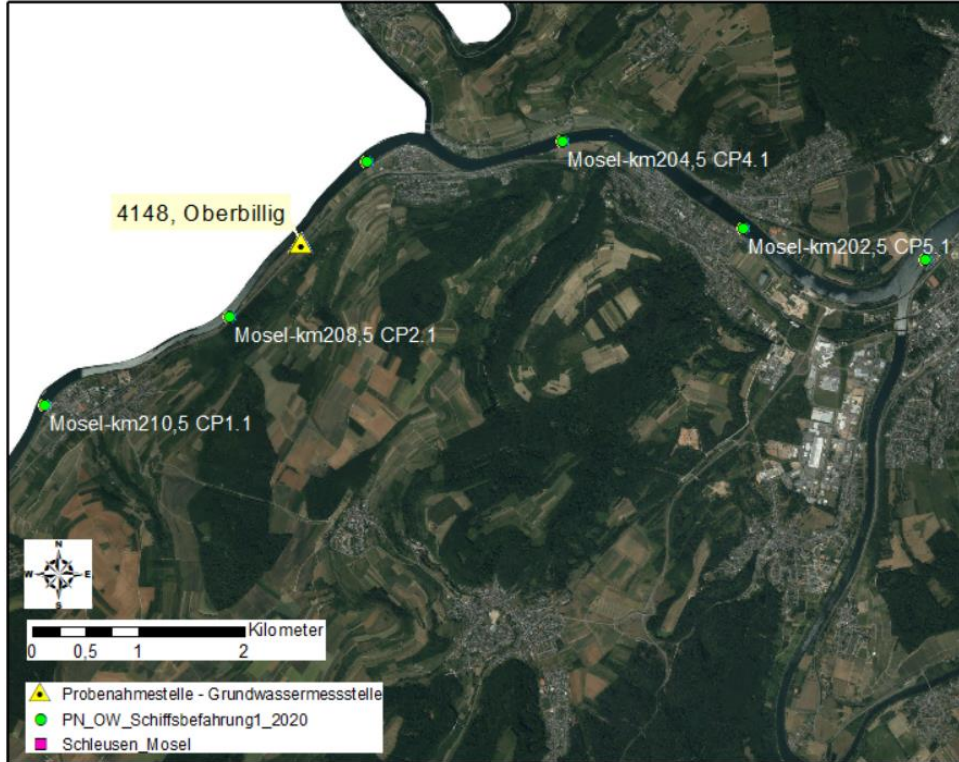 Mosel-km204,5 CP4.1
4148, Oberbillig
Mosel-km202,5 CP5.1
Mosel-km208,5 CP2.1
Mosel-km210,5 CP1.1
N
W E
S
Kilometer
0 0,5 1 2
Probenahmestelle - Grundwassermessstelle
PN_OW_Schiffsbefahrung1_2020
Schleusen_Mosel